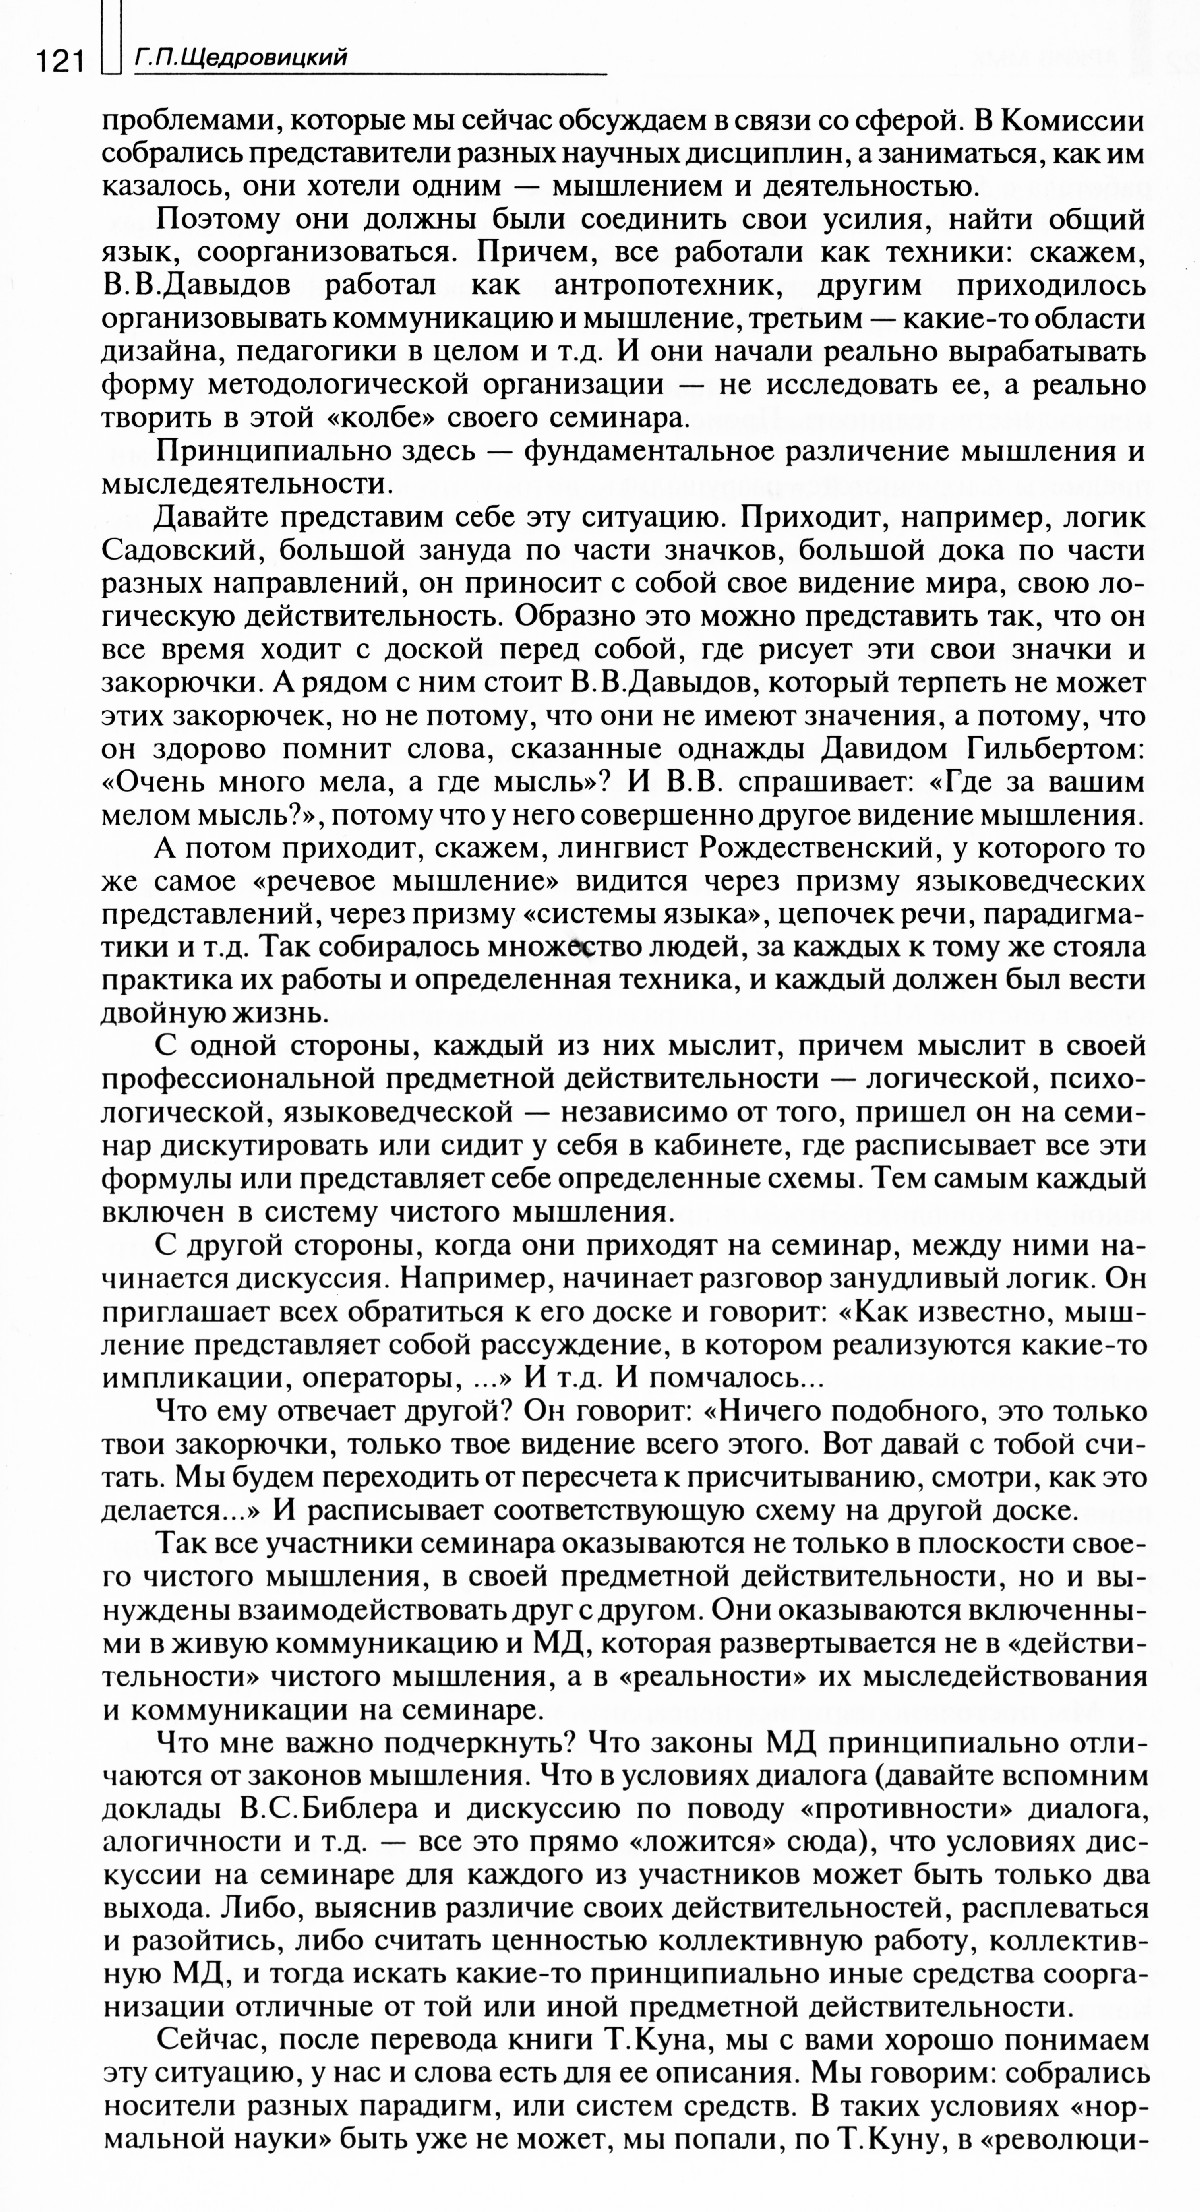 121
Г.П.Щедровицкий
проблемами, которые мы сейчас обсуждаем в связи со сферой. В Комиссии
собрались представители разных научных дисциплин, а заниматься, как им
казалось, они хотели одним — мышлением и деятельностью.
Поэтому они должны были соединить свои усилия, найти общий
язык, соорганизоваться. Причем, все работали как техники: скажем,
В.В.Давыдов работал как антропотехник, другим приходилось
организовывать коммуникацию и мышление, третьим — какие-то области
дизайна, педагогики в целом и т.д. И они начали реально вырабатывать
форму методологической организации — не исследовать ее, а реально
творить в этой «колбе» своего семинара.
Принципиально здесь — фундаментальное различение мышления и
мыследеятельности.
Давайте представим себе эту ситуацию. Приходит, например, логик
Садовский, большой зануда по части значков, большой дока по части
разных направлений, он приносит с собой свое видение мира, свою ло-
гическую действительность. Образно это можно представить так, что он
все время ходит с доской перед собой, где рисует эти свои значки и
закорючки. А рядом с ним стоит В.В.Давыдов, который терпеть не может
этих закорючек, но не потому, что они не имеют значения, а потому, что
он здорово помнит слова, сказанные однажды Давидом Гильбертом:
«Очень много мела, а где мысль»? И В.В. спрашивает: «Где за вашим
мелом мысль?», потому что у него совершенно другое видение мышления.
А потом приходит, скажем, лингвист Рождественский, у которого то
же самое «речевое мышление» видится через призму языковедческих
представлений, через призму «системы языка», цепочек речи, парадигма-
тики и т.д. Так собиралось множество людей, за каждых к тому же стояла
практика их работы и определенная техника, и каждый должен был вести
двойную жизнь.
С одной стороны, каждый из них мыслит, причем мыслит в своей
профессиональной предметной действительности — логической, психо-
логической, языковедческой — независимо от того, пришел он на семи-
нар дискутировать или сидит у себя в кабинете, где расписывает все эти
формулы или представляет себе определенные схемы. Тем самым каждый
включен в систему чистого мышления.
С другой стороны, когда они приходят на семинар, между ними на-
чинается дискуссия. Например, начинает разговор занудливый логик. Он
приглашает всех обратиться к его доске и говорит: «Как известно, мыш-
ление представляет собой рассуждение, в котором реализуются какие-то
импликации, операторы, ...» И т.д. И помчалось...
Что ему отвечает другой? Он говорит: «Ничего подобного, это только
твои закорючки, только твое видение всего этого. Вот давай с тобой счи-
тать. Мы будем переходить от пересчета к присчитыванию, смотри, как это
делается...» И расписывает соответствующую схему на другой доске.
Так все участники семинара оказываются не только в плоскости свое-
го чистого мышления, в своей предметной действительности, но и вы-
нуждены взаимодействовать друг с другом. Они оказываются включенны-
ми в живую коммуникацию и МД, которая развертывается не в «действи-
тельности» чистого мышления, а в «реальности» их мыследействования
и коммуникации на семинаре.
Что мне важно подчеркнуть? Что законы МД принципиально отли-
чаются от законов мышления. Что в условиях диалога (давайте вспомним
доклады В.С.Библера и дискуссию по поводу «противности» диалога,
алогичности и т.д. — все это прямо «ложится» сюда), что условиях дис-
куссии на семинаре для каждого из участников может быть только два
выхода. Либо, выяснив различие своих действительностей, расплеваться
и разойтись, либо считать ценностью коллективную работу, коллектив-
ную МД, и тогда искать какие-то принципиально иные средства соорга-
низации отличные от той или иной предметной действительности.
Сейчас, после перевода книги Т.Куна, мы с вами хорошо понимаем
эту ситуацию, у нас и слова есть для ее описания. Мы говорим: собрались
носители разных парадигм, или систем средств. В таких условиях «нор-
мальной науки» быть уже не может, мы попали, по Т.Куну, в «революци-